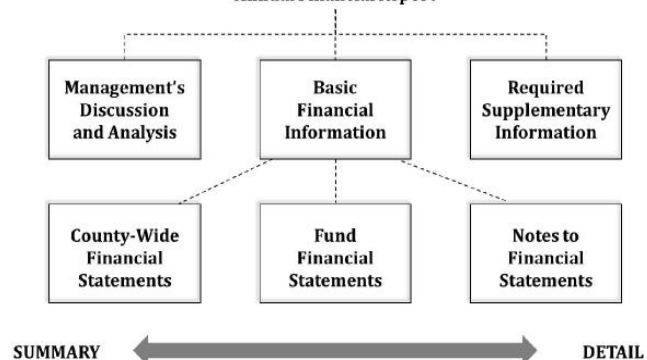 Management's
Discussion
and Analysis
Basic
Financial
Information
Required
Supplementary
Information
County-Wide
Financial
Statements
Fund
Financial
Statements
Notes to
Financial
Statements
SUMMARY
DETAIL